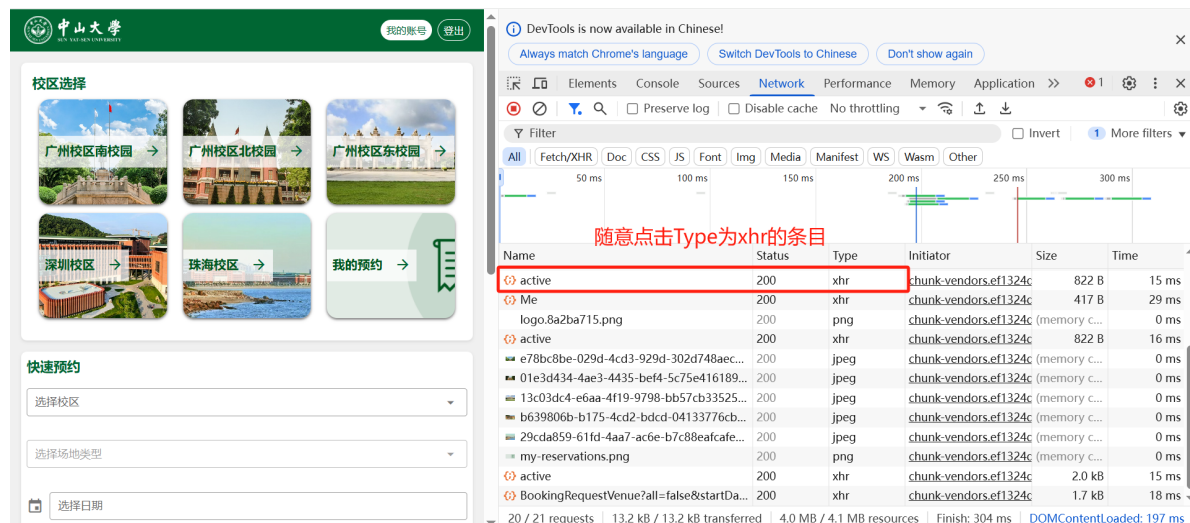 中山大学
SUN YAT-SEN UNIVERSITY
我的账号
登出
校区选择
广州校区南校园 →
广州校区北校园 →
广州校区东校园 →
深圳校区 →
珠海校区 →
我的预约 →
快速预约
选择校区
选择场地类型
选择日期
DevTools is now available in Chinese!
Always match Chrome's language
Switch DevTools to Chinese
Don't show again
Elements Console Sources Network Performance Memory Application 1
Preserve log Disable cache No throttling
Filter Invert 1 More filters
All Fetch/XHR Doc CSS JS Font Img Media Manifest WS Wasm Other
50 ms 100 ms 150 ms 200 ms 250 ms 300 ms
随意点击Type为xhr的条目
Name Status Type Initiator Size Time
active 200 xhr chunk-vendors.ef1324c 822 B 15 ms
Me 200 xhr chunk-vendors.ef1324c 417 B 29 ms
logo.8a2ba715.png 200 png chunk-vendors.ef1324c (memory c... 0 ms
active 200 xhr chunk-vendors.ef1324c 822 B 16 ms
e78bc8be-029d-4cd3-929d-302d748aec... 200 jpeg chunk-vendors.ef1324c (memory c... 0 ms
01e3d434-4ae3-4435-bef4-5c75e416189... 200 jpeg chunk-vendors.ef1324c (memory c... 0 ms
13c03dc4-e6aa-4f19-9798-bb57cb33525... 200 jpeg chunk-vendors.ef1324c (memory c... 0 ms
b639806b-b175-4cd2-bdcd-04133776cb... 200 jpeg chunk-vendors.ef1324c (memory c... 0 ms
29cda859-61fd-4aa7-ac6e-b7c88eafcafe... 200 jpeg chunk-vendors.ef1324c (memory c... 0 ms
my-reservations.png 200 png chunk-vendors.ef1324c (memory c... 0 ms
active 200 xhr chunk-vendors.ef1324c 2.0 kB 15 ms
BookingRequestVenue?all=false&startDa... 200 xhr chunk-vendors.ef1324c 1.7 kB 18 ms
20 / 21 requests 13.2 kB / 13.2 kB transferred 4.0 MB / 4.1 MB resources Finish: 304 ms DOMContentLoaded: 197 ms